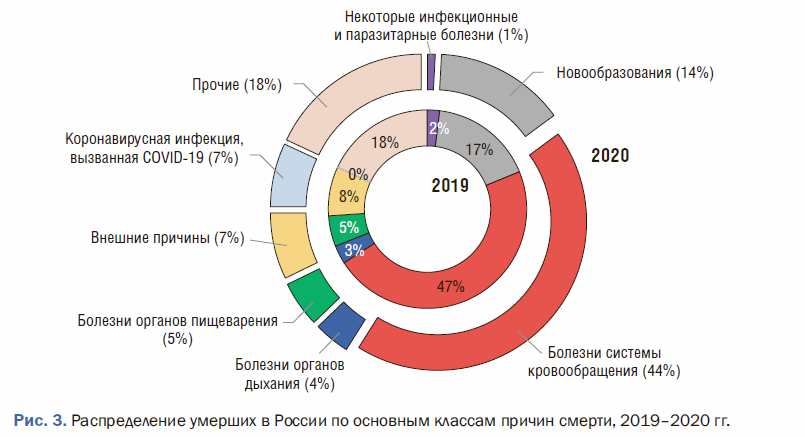 Некоторые инфекционные
и паразитарные болезни (1%)
Новообразования (14%)
Прочие (18%)
Коронавирусная инфекция,
вызванная COVID-19 (7%)
Внешние причины (7%)
Болезни органов пищеварения
(5%)
Болезни органов
дыхания (4%)
Болезни системы
кровообращения (44%)
2020
2019
2%
17%
47%
3%
5%
8%
0%
18%
Рис. 3. Распределение умерших в России по основным классам причин смерти, 2019–2020 гг.